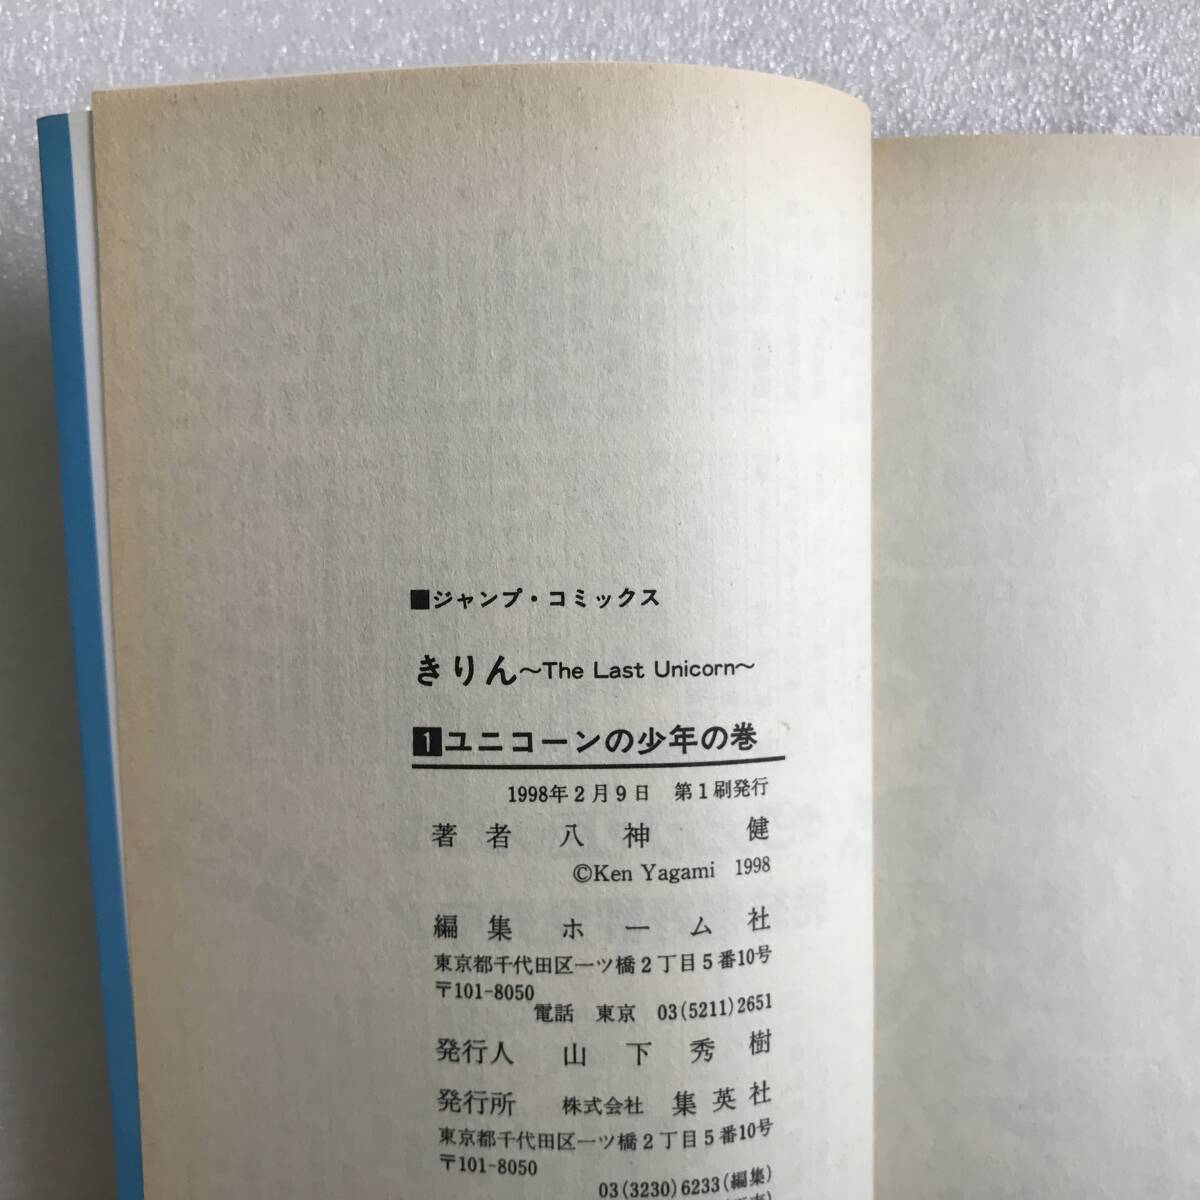 ■ジャンプ・コミックス
きりん～The Last Unicorn～
1ユニコーンの少年の巻
1998年2月9日 第1刷発行
著者 八神 健
©Ken Yagami 1998
編集 ホーム社
東京都千代田区一ツ橋2丁目5番10号
〒101-8050
電話 東京 03(5211)2651
発行人 山下秀樹
発行所 株式会社 集英社
東京都千代田区一ツ橋2丁目5番10号
〒101-8050
03(3230)6233(編集)